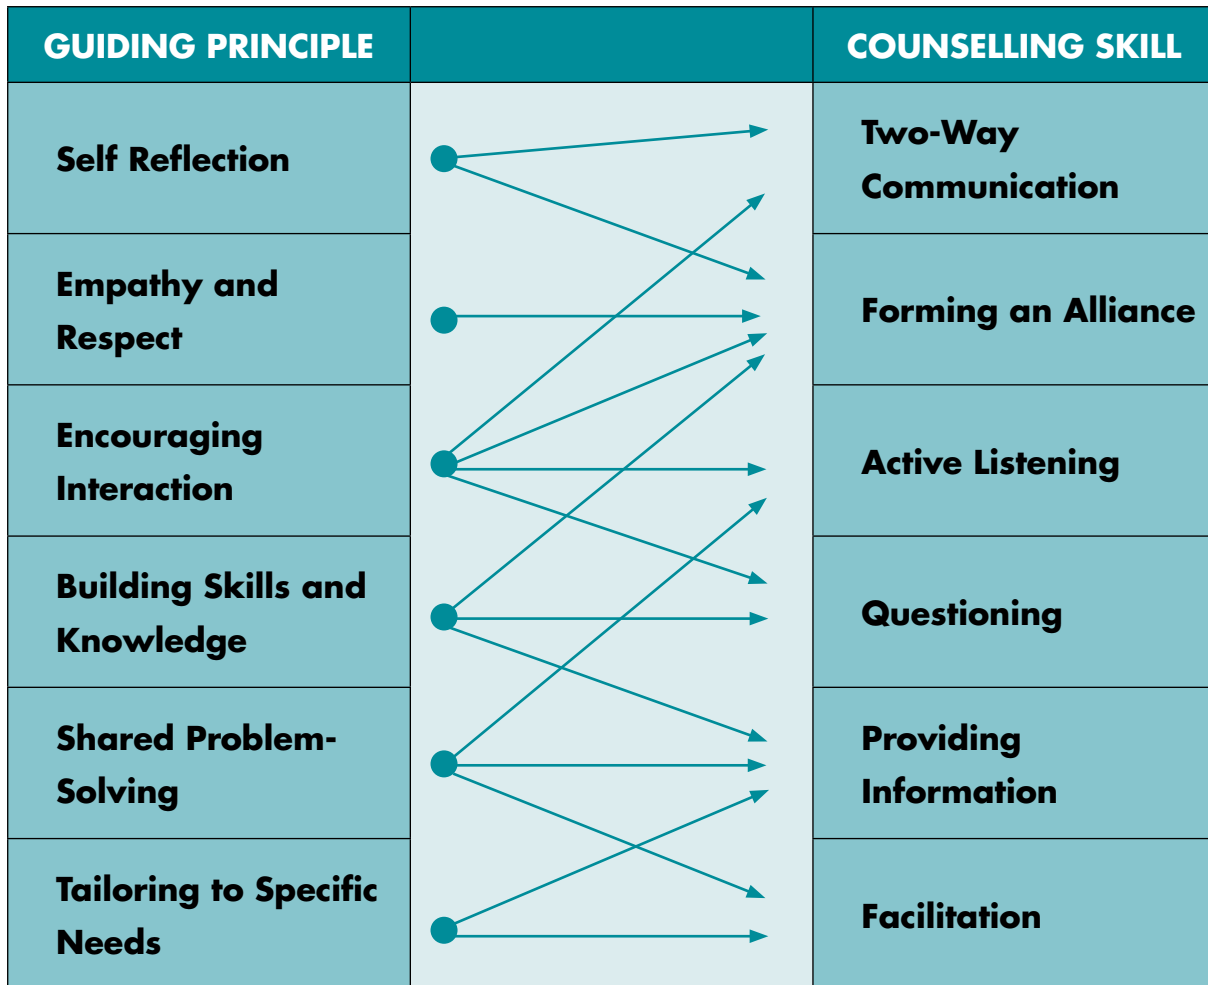 GUIDING PRINCIPLE
COUNSELLING SKILL
Self Reflection
Two-Way
Communication
Empathy and
Respect
Forming an Alliance
Encouraging
Interaction
Active Listening
Building Skills and
Knowledge
Questioning
Shared Problem-
Solving
Providing
Information
Tailoring to Specific
Needs
Facilitation